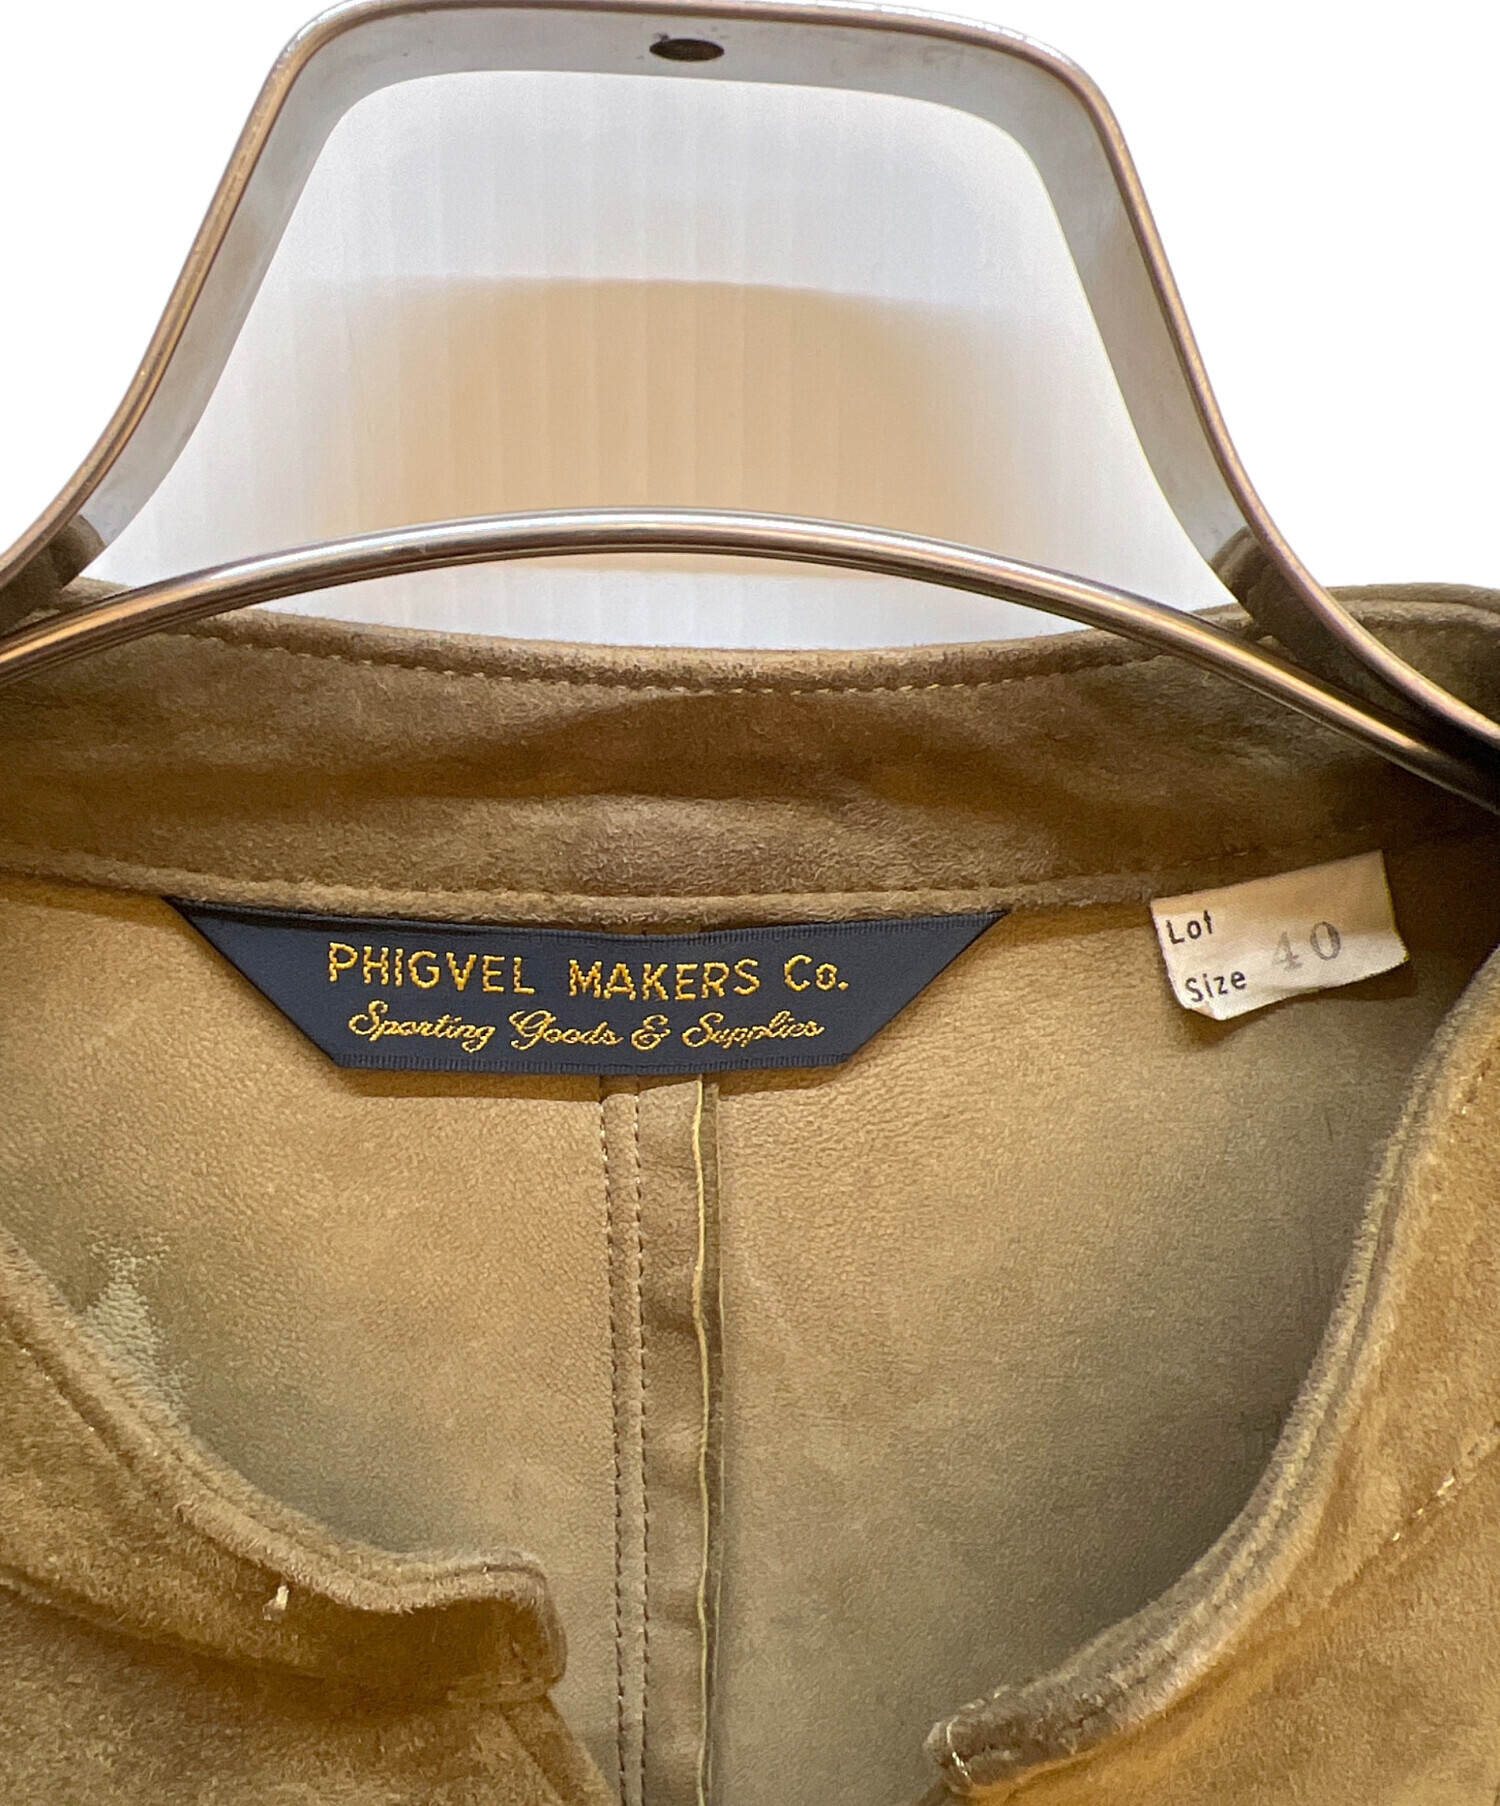 PHIGVEL MAKERS Co.
Sporting Goods & Supplies
Lot
Size 40